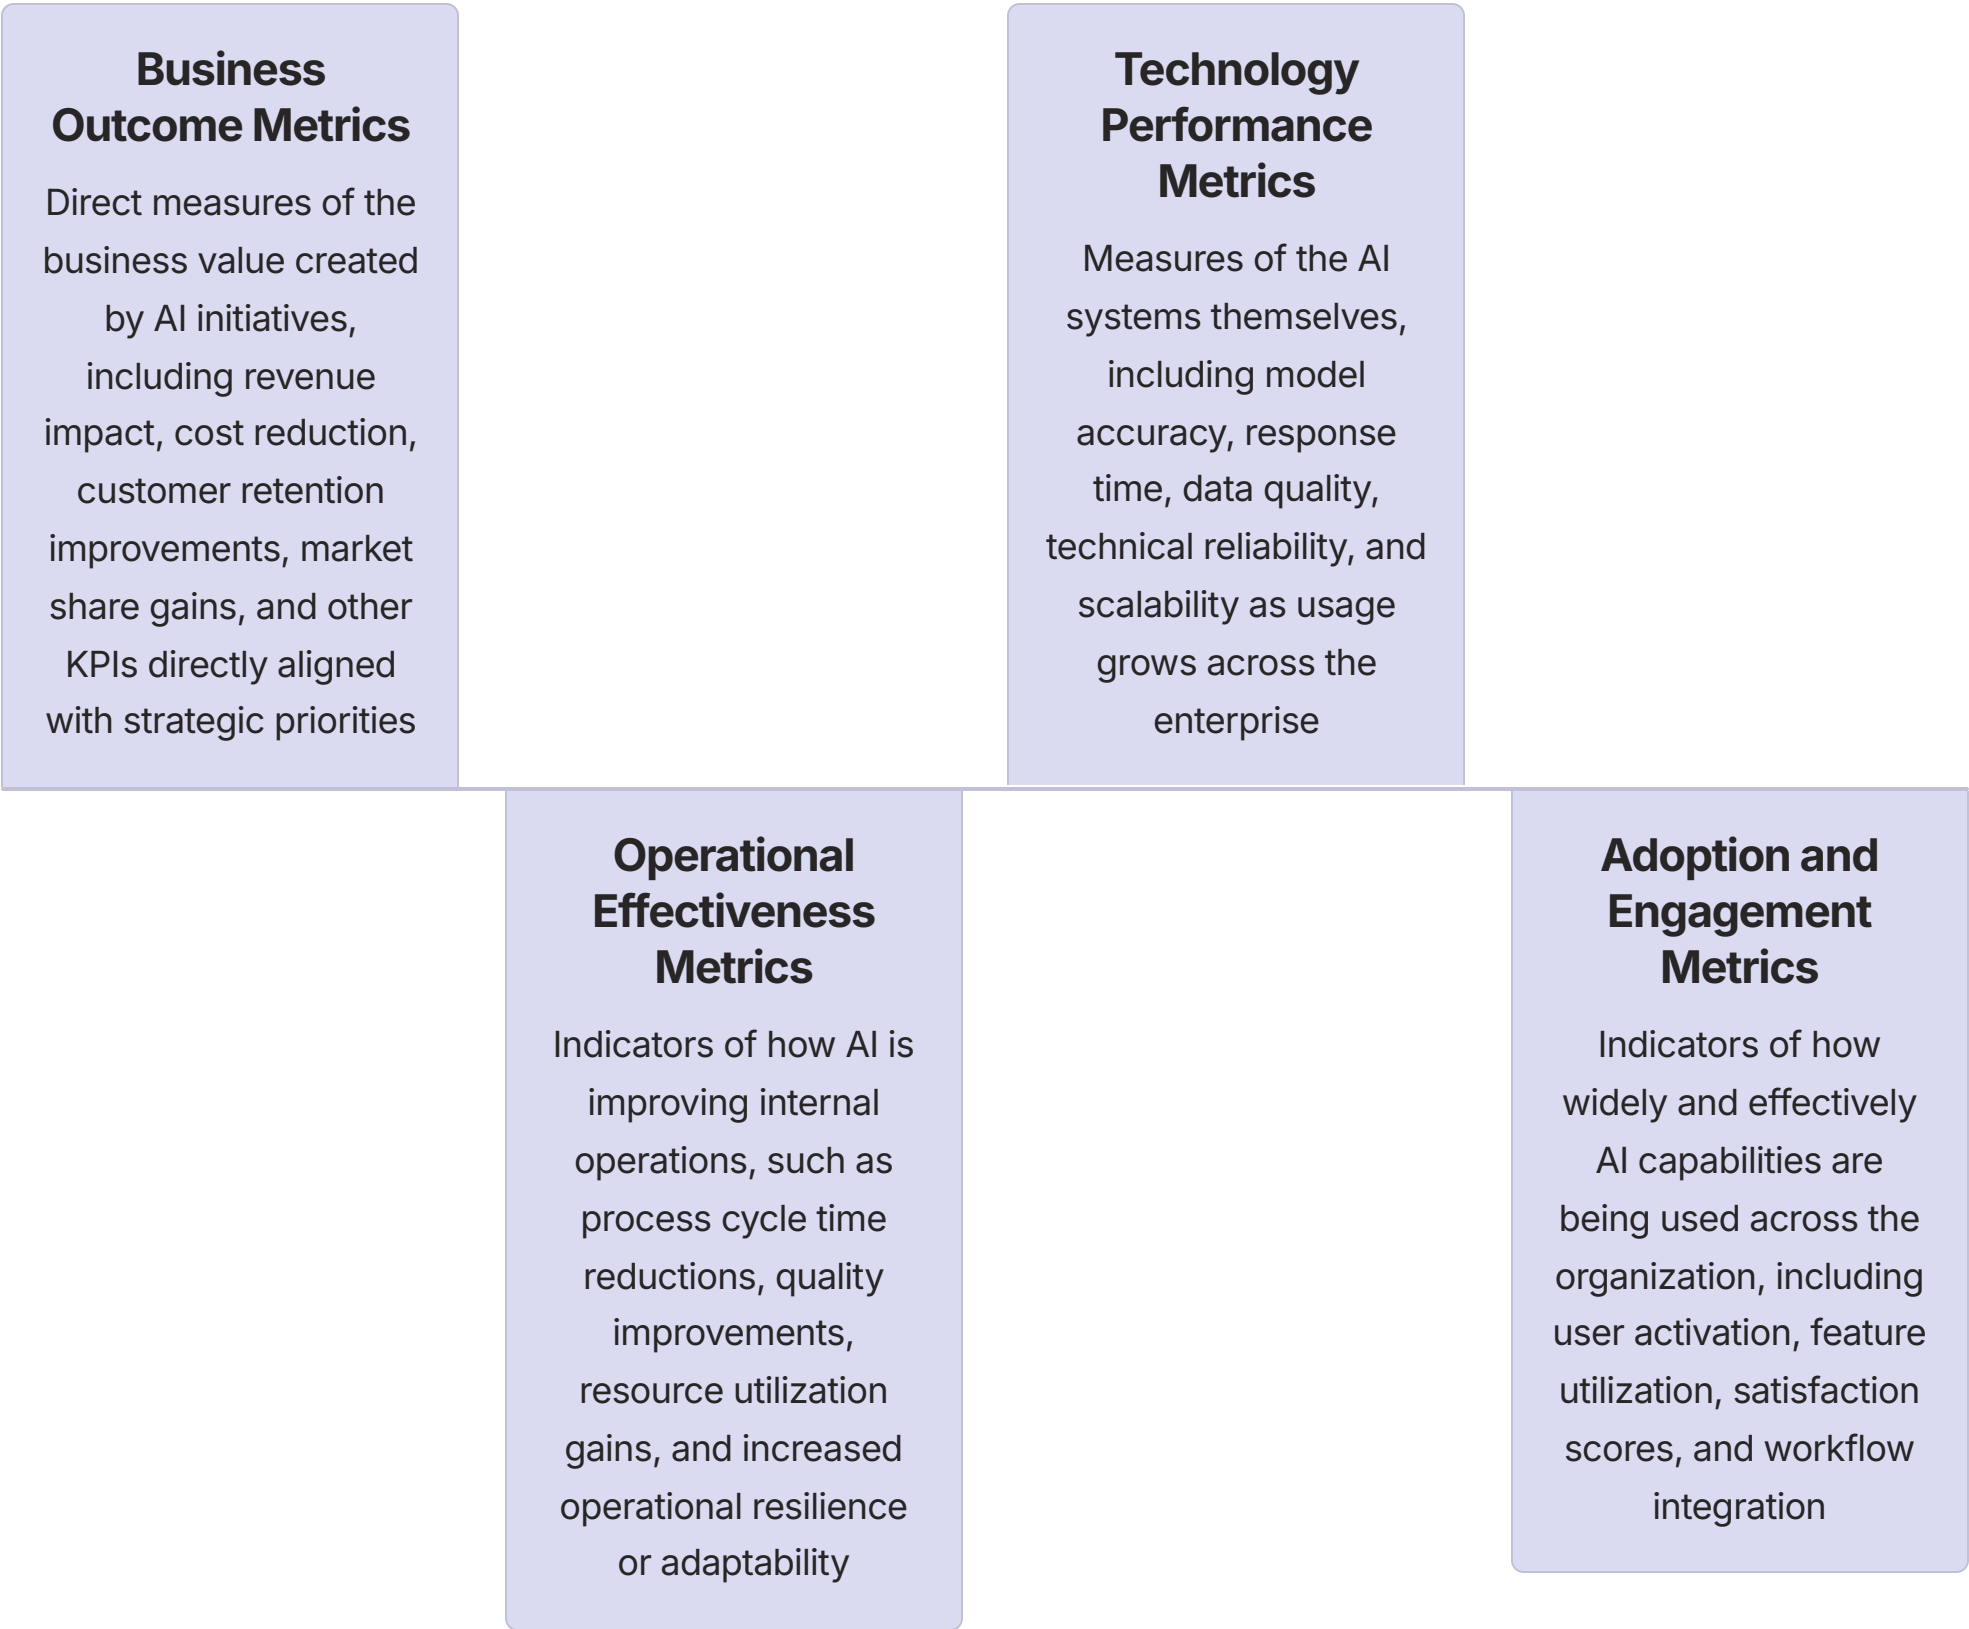 Business
Outcome Metrics
Direct measures of the
business value created
by AI initiatives,
including revenue
impact, cost reduction,
customer retention
improvements, market
share gains, and other
KPIs directly aligned
with strategic priorities
Operational
Effectiveness
Metrics
Indicators of how AI is
improving internal
operations, such as
process cycle time
reductions, quality
improvements,
resource utilization
gains, and increased
operational resilience
or adaptability
Technology
Performance
Metrics
Measures of the AI
systems themselves,
including model
accuracy, response
time, data quality,
technical reliability, and
scalability as usage
grows across the
enterprise
Adoption and
Engagement
Metrics
Indicators of how
widely and effectively
AI capabilities are
being used across the
organization, including
user activation, feature
utilization, satisfaction
scores, and workflow
integration